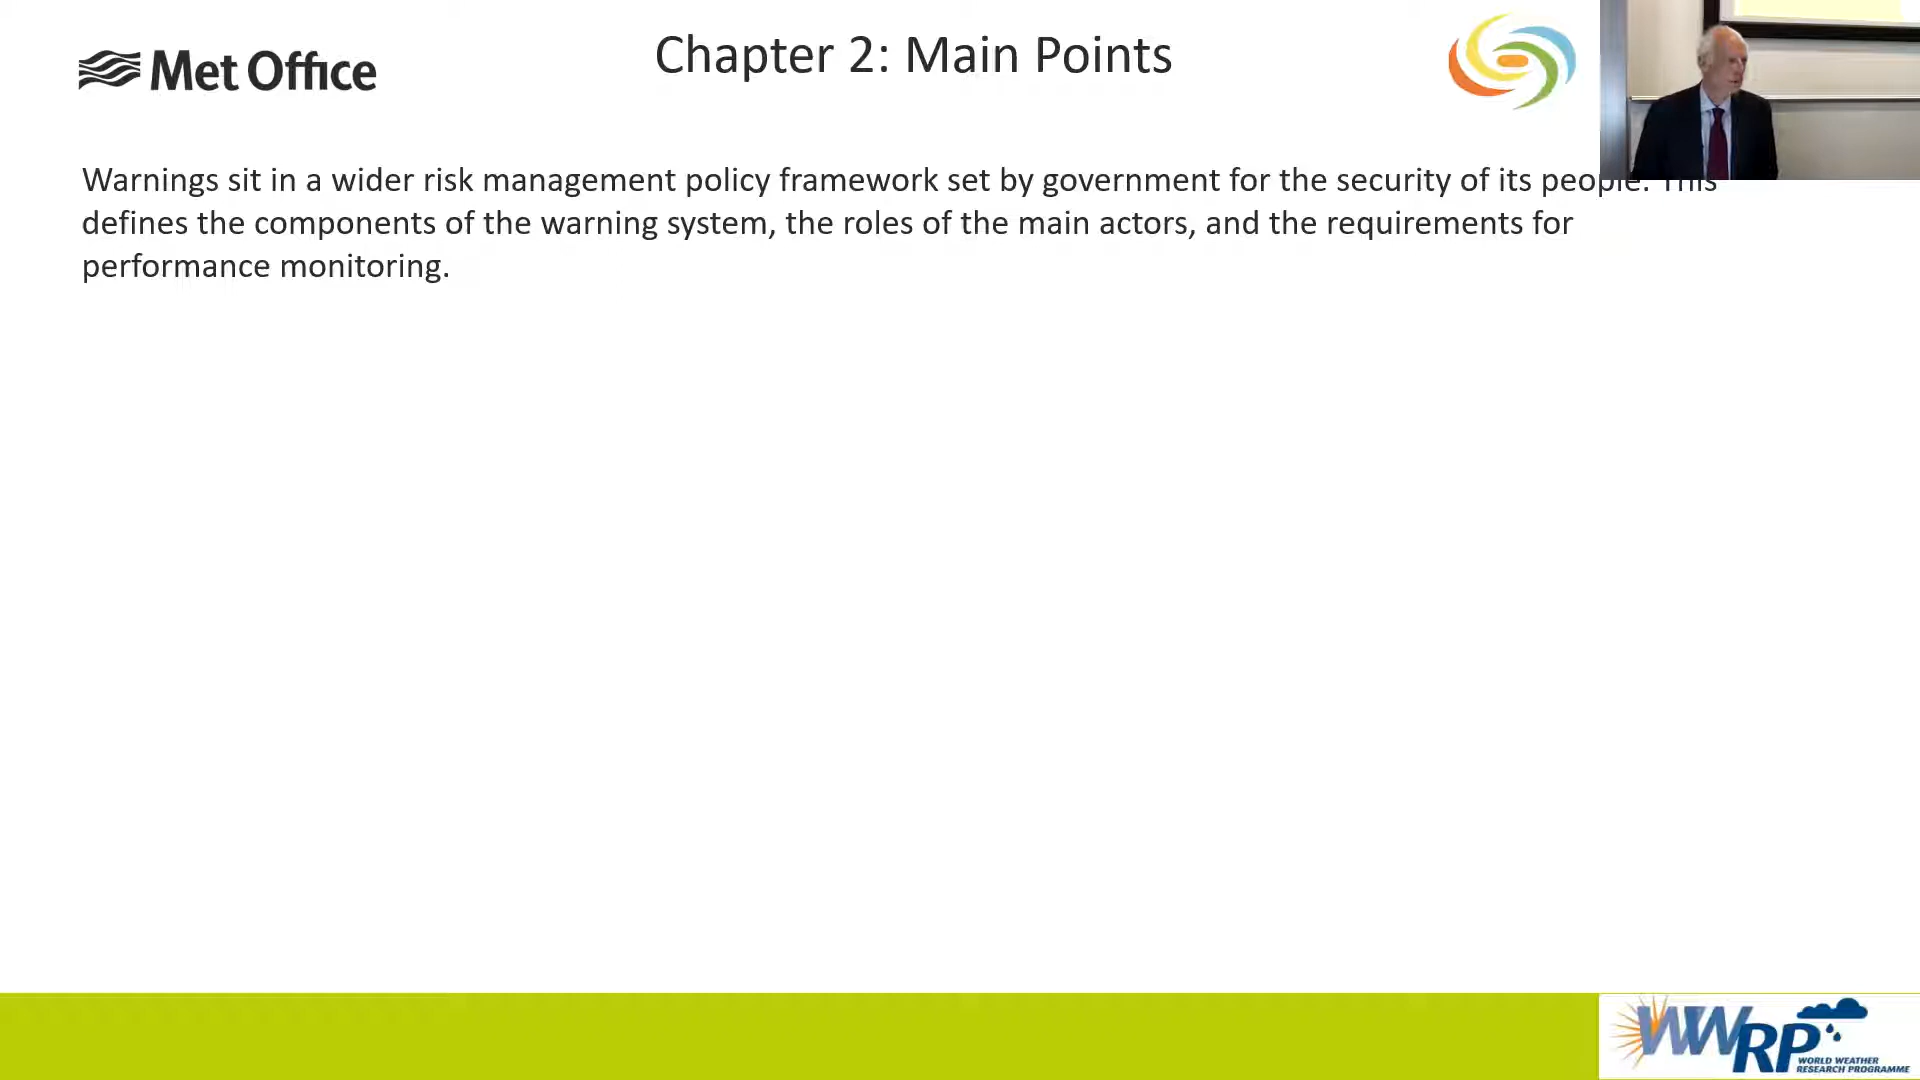 Met Office
Chapter 2: Main Points
Warnings sit in a wider risk management policy framework set by government for the security of its people. This
defines the components of the warning system, the roles of the main actors, and the requirements for
performance monitoring.
WWRP
WORLD WEATHER
RESEARCH PROGRAMME